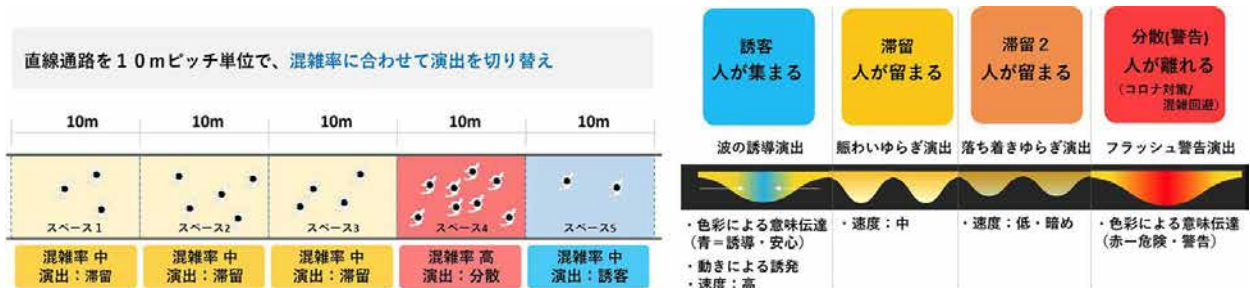 直線通路を１０mピッチ単位で、混雑率に合わせて演出を切り替え
10m
10m
10m
10m
10m
スペース1
スペース2
スペース3
スペース4
スペース5
混雑率 中
演出：滞留
混雑率 中
演出：滞留
混雑率 中
演出：滞留
混雑率 高
演出：分散
混雑率 中
演出：誘客
誘客
人が集まる
滞留
人が留まる
滞留２
人が留まる
分散(警告)
人が離れる
(コロナ対策/
混雑回避)
波の誘導演出
賑わいゆらぎ演出
落ち着きゆらぎ演出
フラッシュ警告演出
・色彩による意味伝達
（青＝誘導・安心）
・動きによる誘発
・速度：高
・速度：中
・速度：低・暗め
・色彩による意味伝達
（赤ー危険・警告）